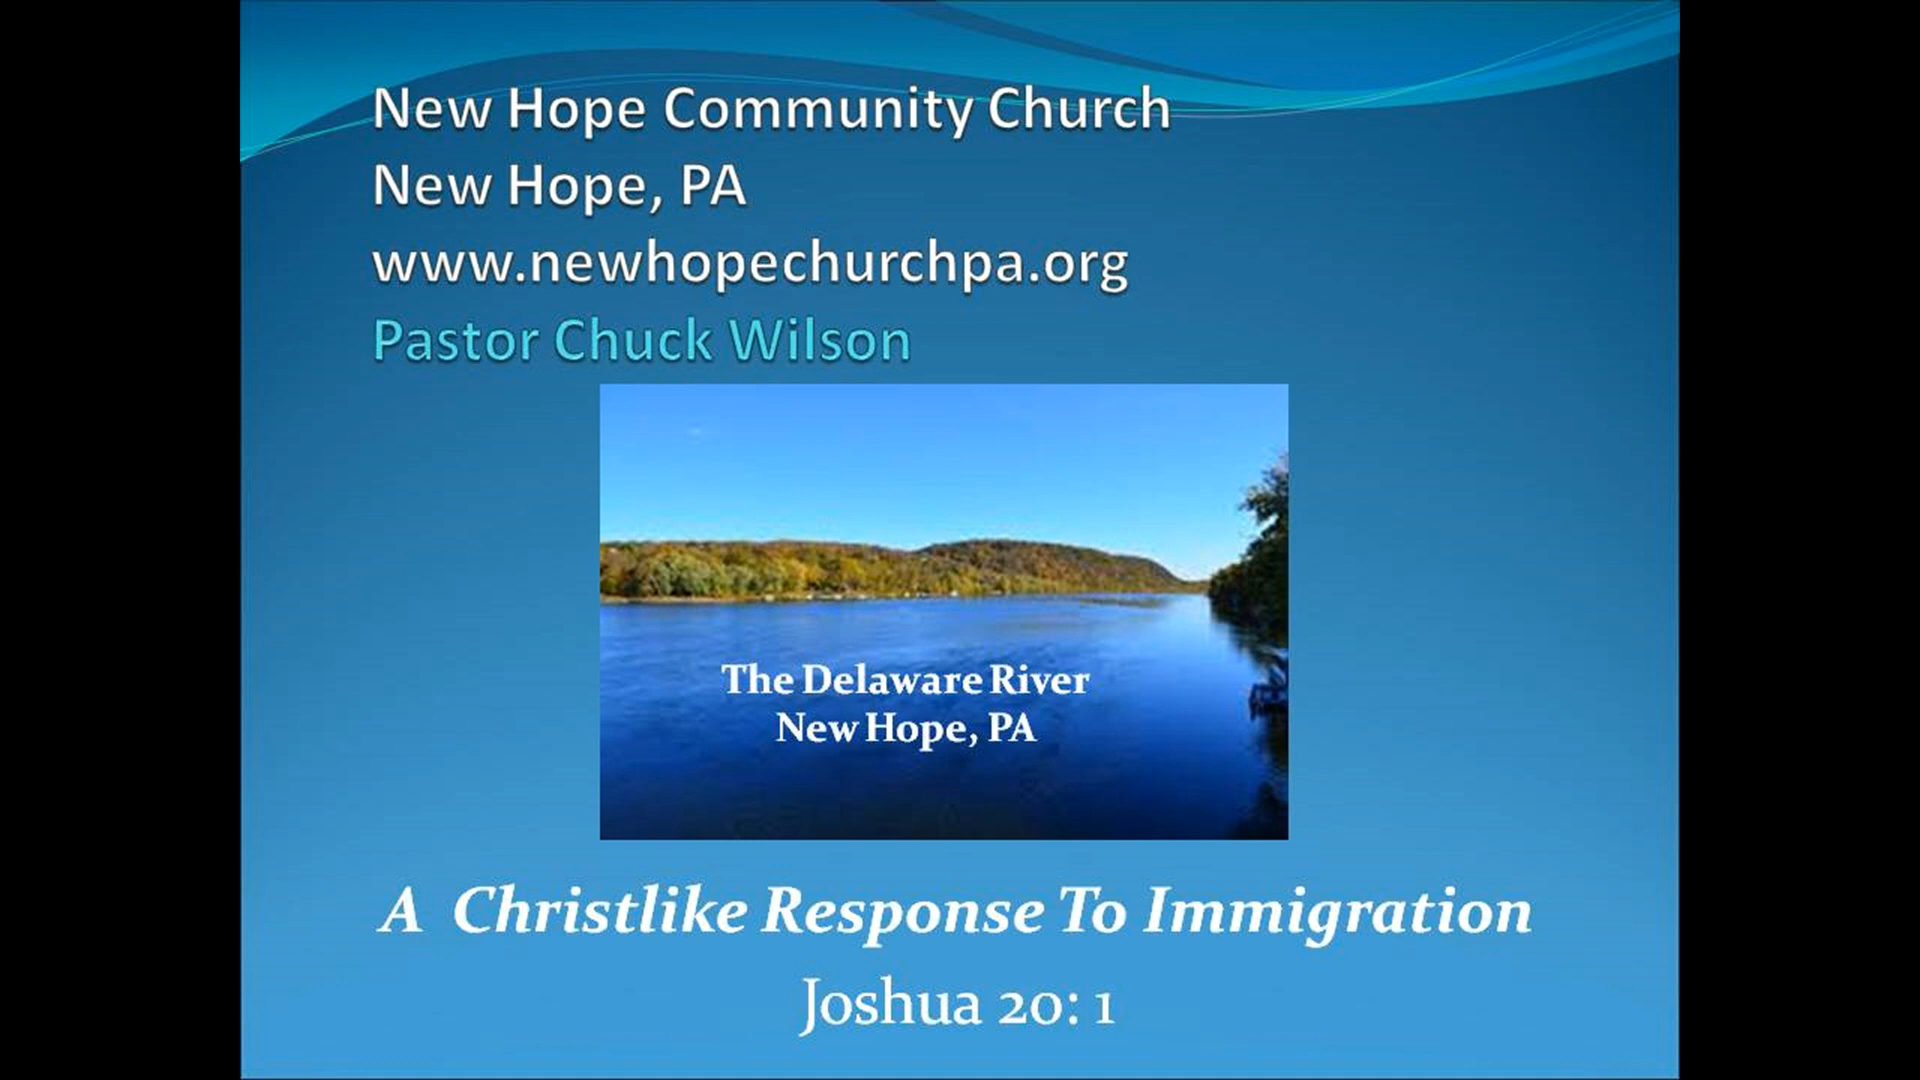 New Hope Community Church
New Hope, PA
www.newhopechurchpa.org
Pastor Chuck Wilson
The Delaware River
New Hope, PA
A Christlike Response To Immigration
Joshua 20: 1